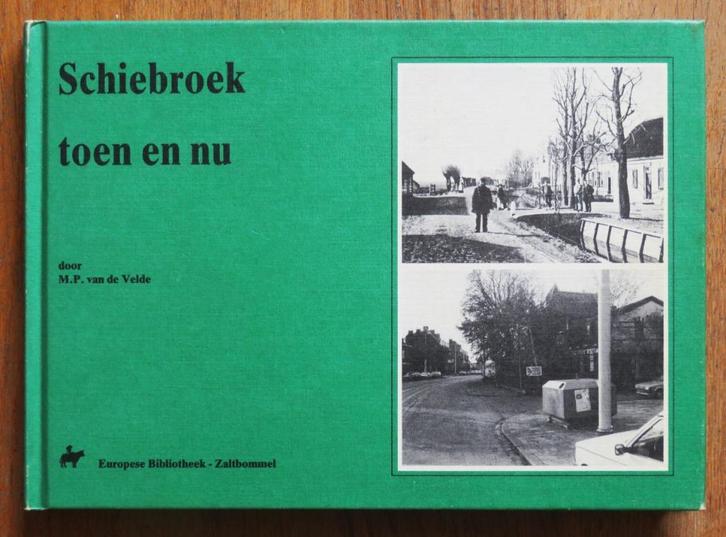 Schiebroek
toen en nu
door
M.P. van de Velde
Europese Bibliotheek - Zaltbommel